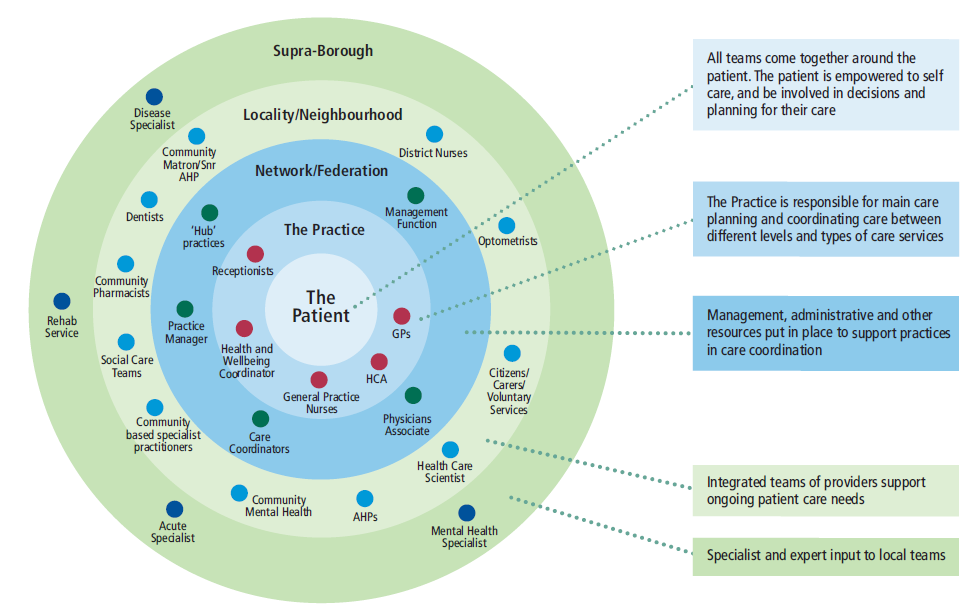 Supra-Borough
Disease
Specialist
Locality/Neighbourhood
Community
Matron/Snr
AHP
District Nurses
Network/Federation
Dentists
'Hub'
practices
Management
Function
Optometrists
The Practice
Receptionists
Community
Pharmacists
The
Patient
Rehab
Service
Practice
Manager
GPs
Social Care
Teams
Health and
Wellbeing
Coordinator
HCA
Citizens/
Carers/
Voluntary
Services
General Practice
Nurses
Community
based specialist
practitioners
Care
Coordinators
Physicians
Associate
Health Care
Scientist
Community
Mental Health
AHPs
Acute
Specialist
Mental Health
Specialist
All teams come together around the
patient. The patient is empowered to self
care, and be involved in decisions and
planning for their care
The Practice is responsible for main care
planning and coordinating care between
different levels and types of care services
Management, administrative and other
resources put in place to support practices
in care coordination
Integrated teams of providers support
ongoing patient care needs
Specialist and expert input to local teams